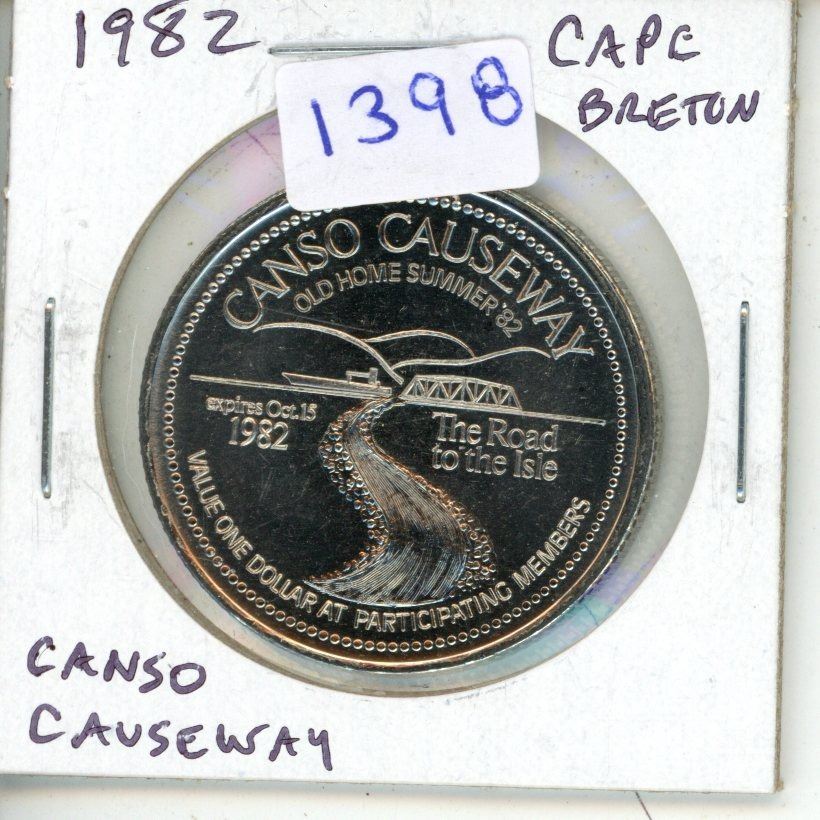 1982
CAPE
BRETON
1398
CANSO CAUSEWAY
OLD HOME SUMMER '82
expires Oct. 15
1982
The Road
to the Isle
VALUE ONE DOLLAR AT PARTICIPATING MEMBERS
CANSO
CAUSEWAY